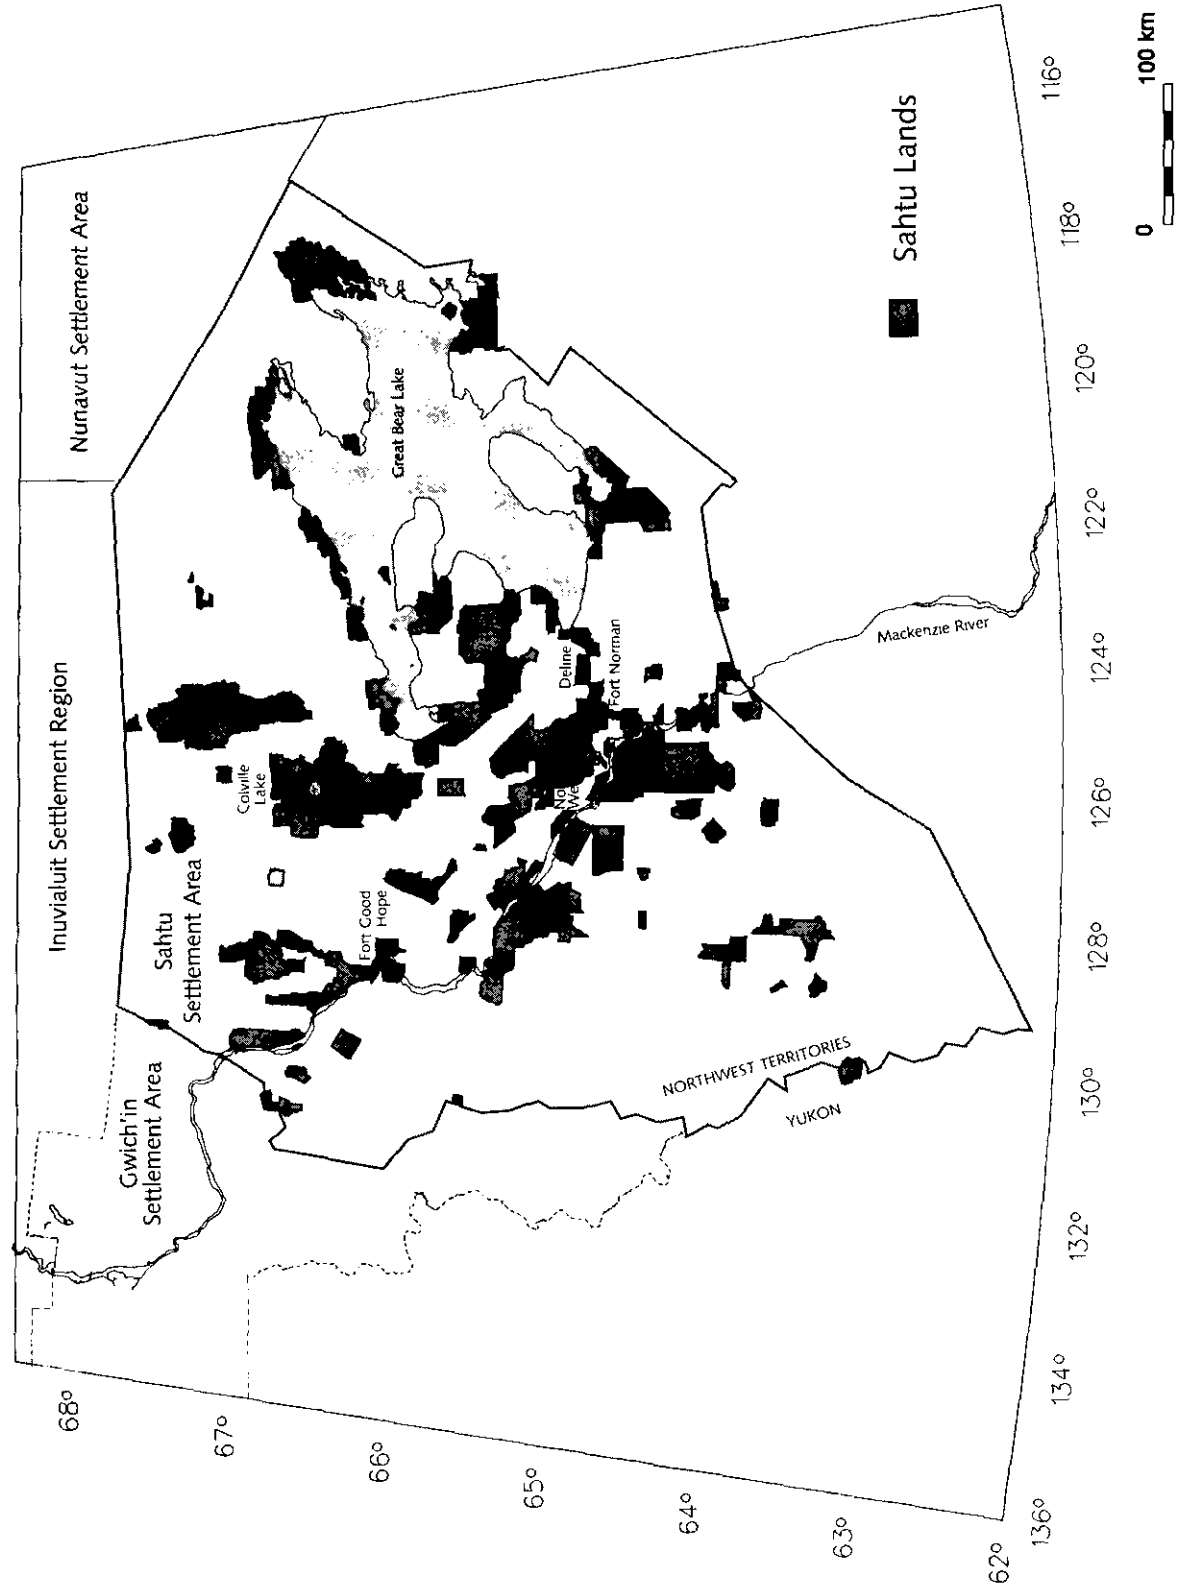 Nunavut Settlement Area
Inuvialuit Settlement Region
Sahtu
Settlement Area
Gwich'in
Settlement Area
Colville
Lake
Fort Good
Hope
Great Bear Lake
Deline
Fort Norman
Mackenzie River
NORTHWEST TERRITORIES
YUKON
Sahtu Lands
68°
67°
66°
65°
64°
63°
62°
136°
134°
132°
130°
128°
126°
124°
122°
120°
118°
116°
0 100 km